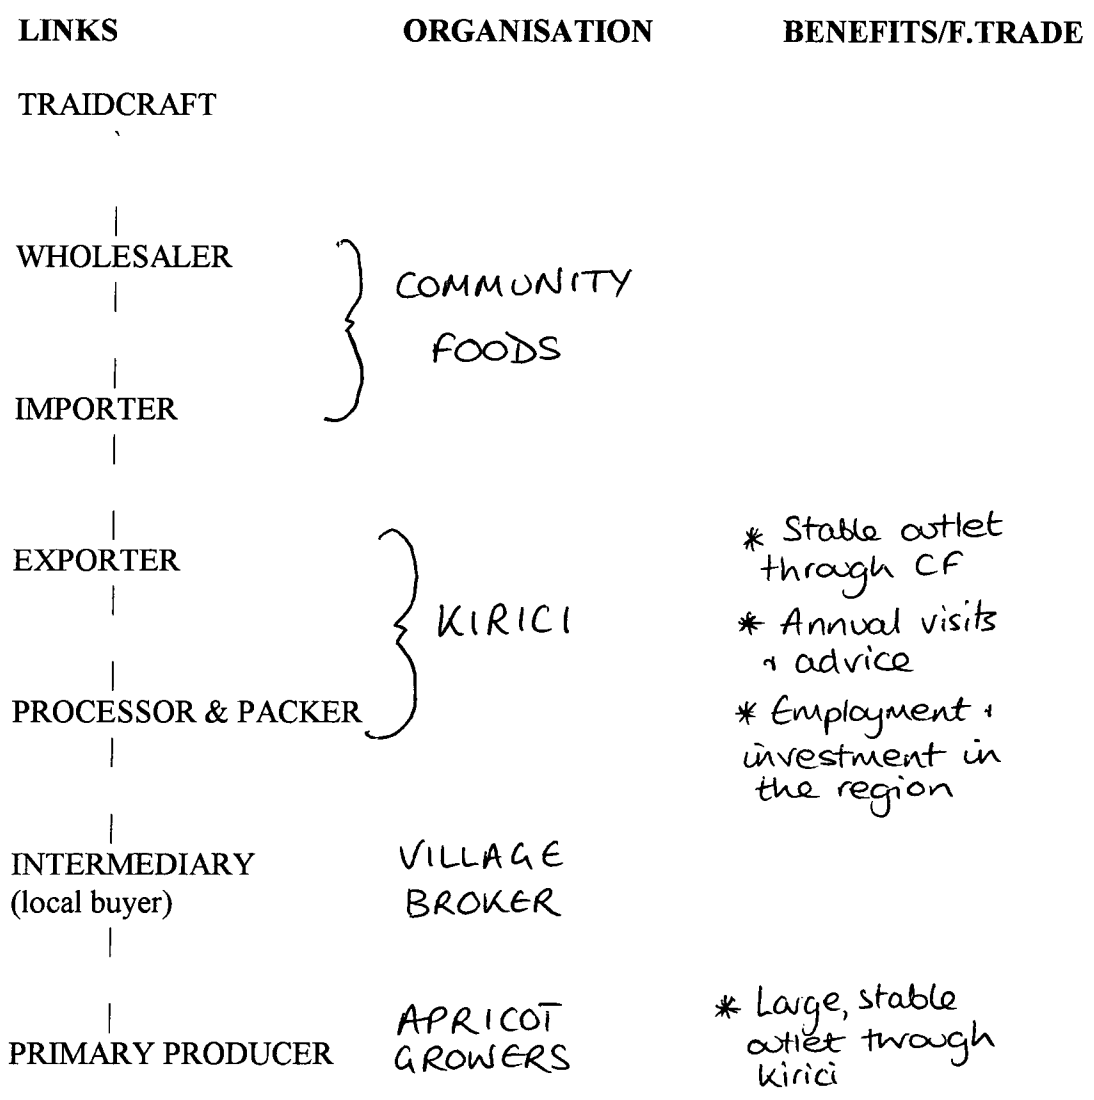 LINKS ORGANISATION BENEFITS/F.TRADE
TRAIDCRAFT
WHOLESALER
COMMUNITY
FOODS
IMPORTER
EXPORTER
* Stable outlet
through CF
KIRICI
* Annual visits
+ advice
PROCESSOR & PACKER
* Employment +
investment in
the region
INTERMEDIARY
(local buyer)
VILLAGE
BROKER
PRIMARY PRODUCER
APRICOT
GROWERS
* Large, stable
outlet through
Kirici